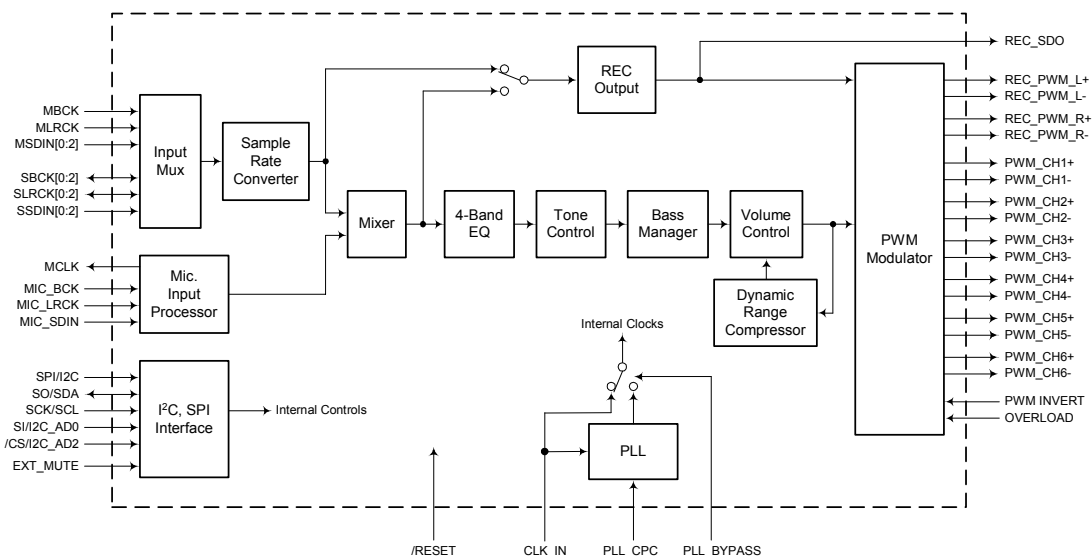 REC_SDO
REC
Output
REC_PWM_L+
REC_PWM_L-
REC_PWM_R+
REC_PWM_R-
MBCK
MLRCK
MSDIN[0:2]
SBCK[0:2]
SLRCK[0:2]
SSDIN[0:2]
Input
Mux
Sample
Rate
Converter
Mixer
4-Band
EQ
Tone
Control
Bass
Manager
Volume
Control
Dynamic
Range
Compressor
PWM
Modulator
PWM_CH1+
PWM_CH1-
PWM_CH2+
PWM_CH2-
PWM_CH3+
PWM_CH3-
PWM_CH4+
PWM_CH4-
PWM_CH5+
PWM_CH5-
PWM_CH6+
PWM_CH6-
PWM INVERT
OVERLOAD
MCLK
MIC_BCK
MIC_LRCK
MIC_SDIN
Mic.
Input
Processor
SPI/I2C
SO/SDA
SCK/SCL
SI/I2C_AD0
/CS/I2C_AD2
EXT_MUTE
I²C, SPI
Interface
Internal Controls
Internal Clocks
PLL
/RESET
CLK_IN
PLL_CPC
PLL_BYPASS